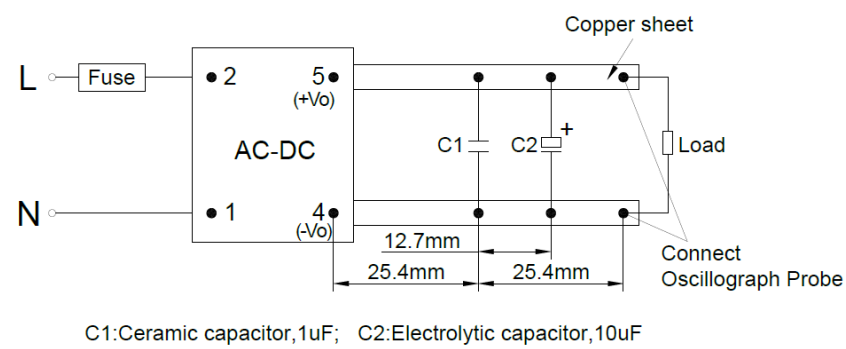 Copper sheet
L
Fuse
2
5
(+Vo)
AC-DC
C1
C2
+
Load
N
1
4
(-Vo)
12.7mm
25.4mm
25.4mm
Connect
Oscillograph Probe
C1:Ceramic capacitor,1uF; C2:Electrolytic capacitor,10uF